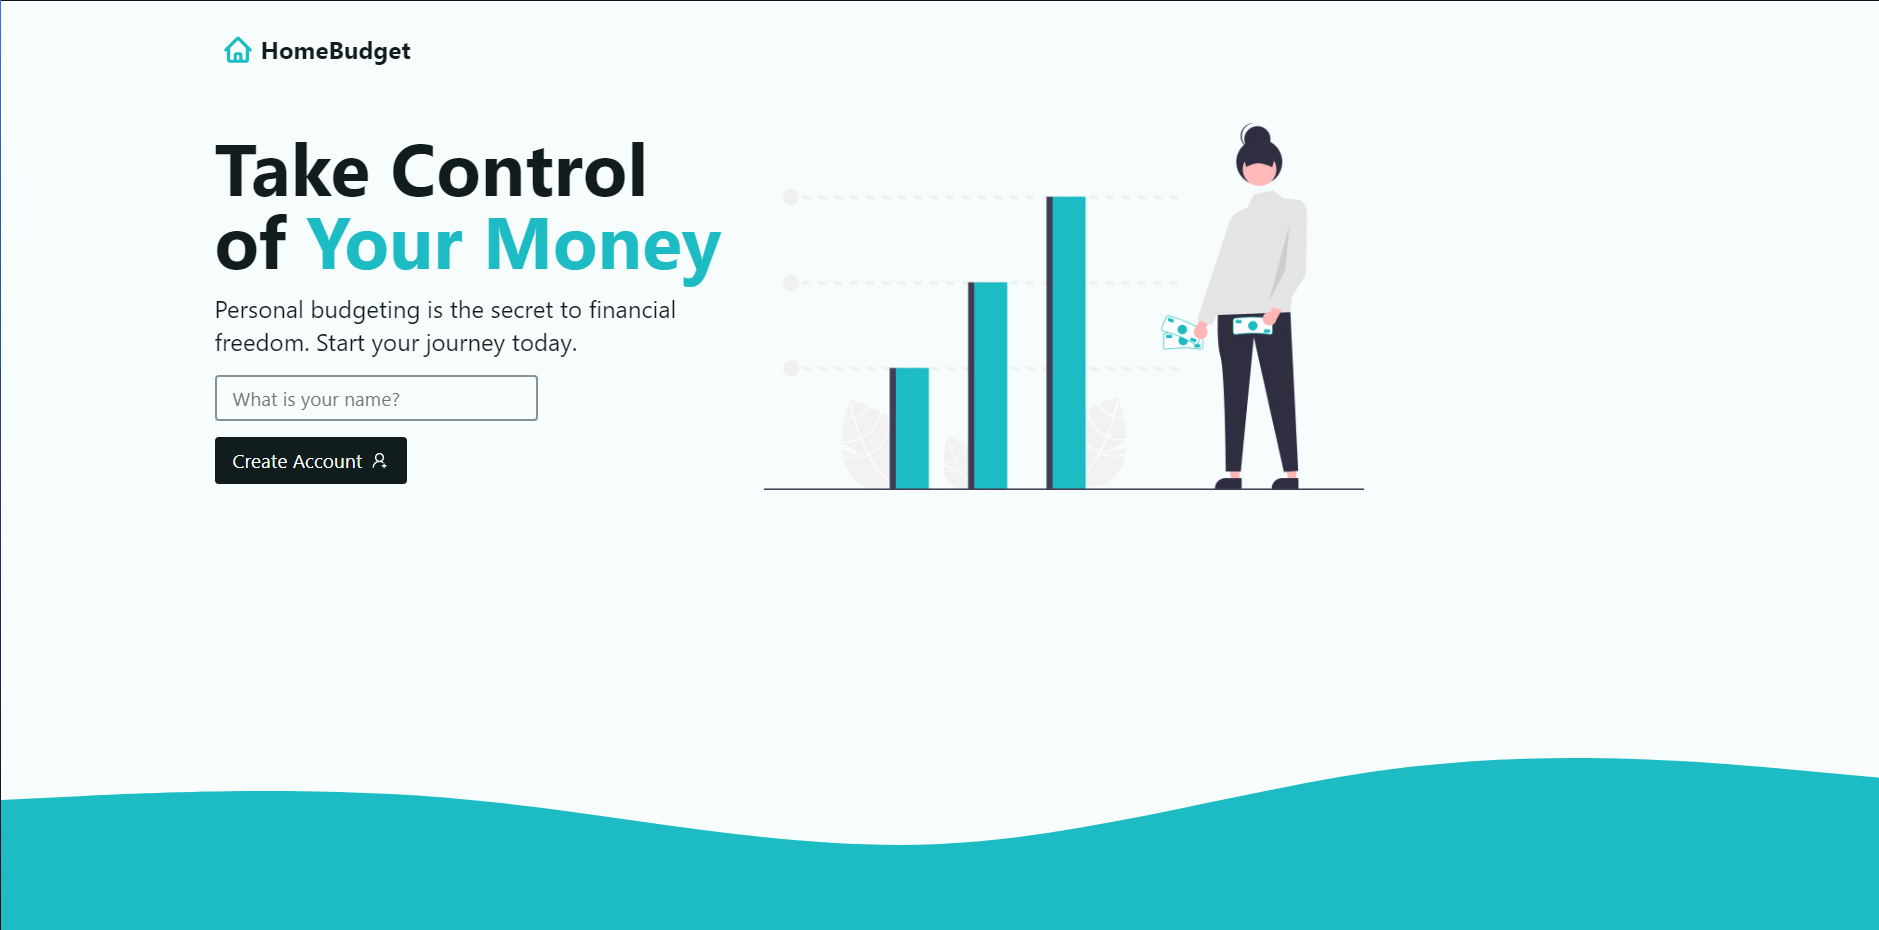 HomeBudget
Take Control
of Your Money
Personal budgeting is the secret to financial
freedom. Start your journey today.
What is your name?
Create Account